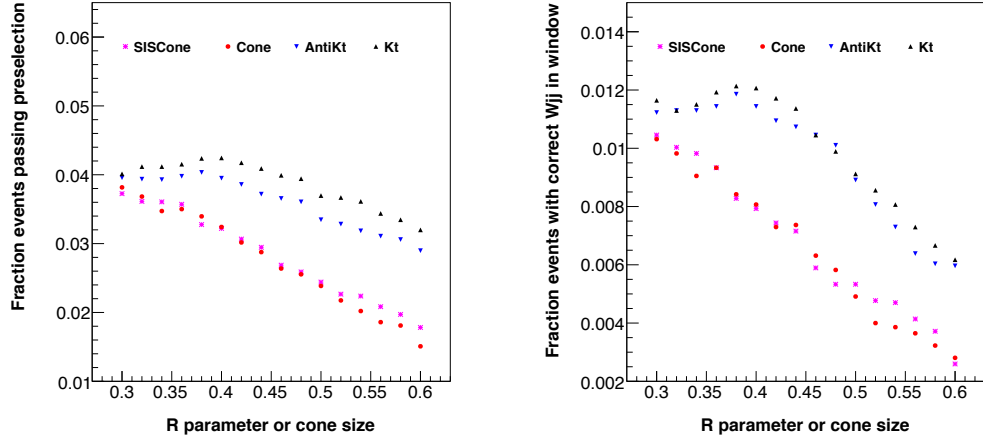 Fraction events passing preselection
0.06
0.05
0.04
0.03
0.02
0.01
SISCone Cone AntiKt Kt
0.3 0.35 0.4 0.45 0.5 0.55 0.6
R parameter or cone size
Fraction events with correct Wjj in window
0.014
0.012
0.01
0.008
0.006
0.004
0.002
SISCone Cone AntiKt Kt
0.3 0.35 0.4 0.45 0.5 0.55 0.6
R parameter or cone size